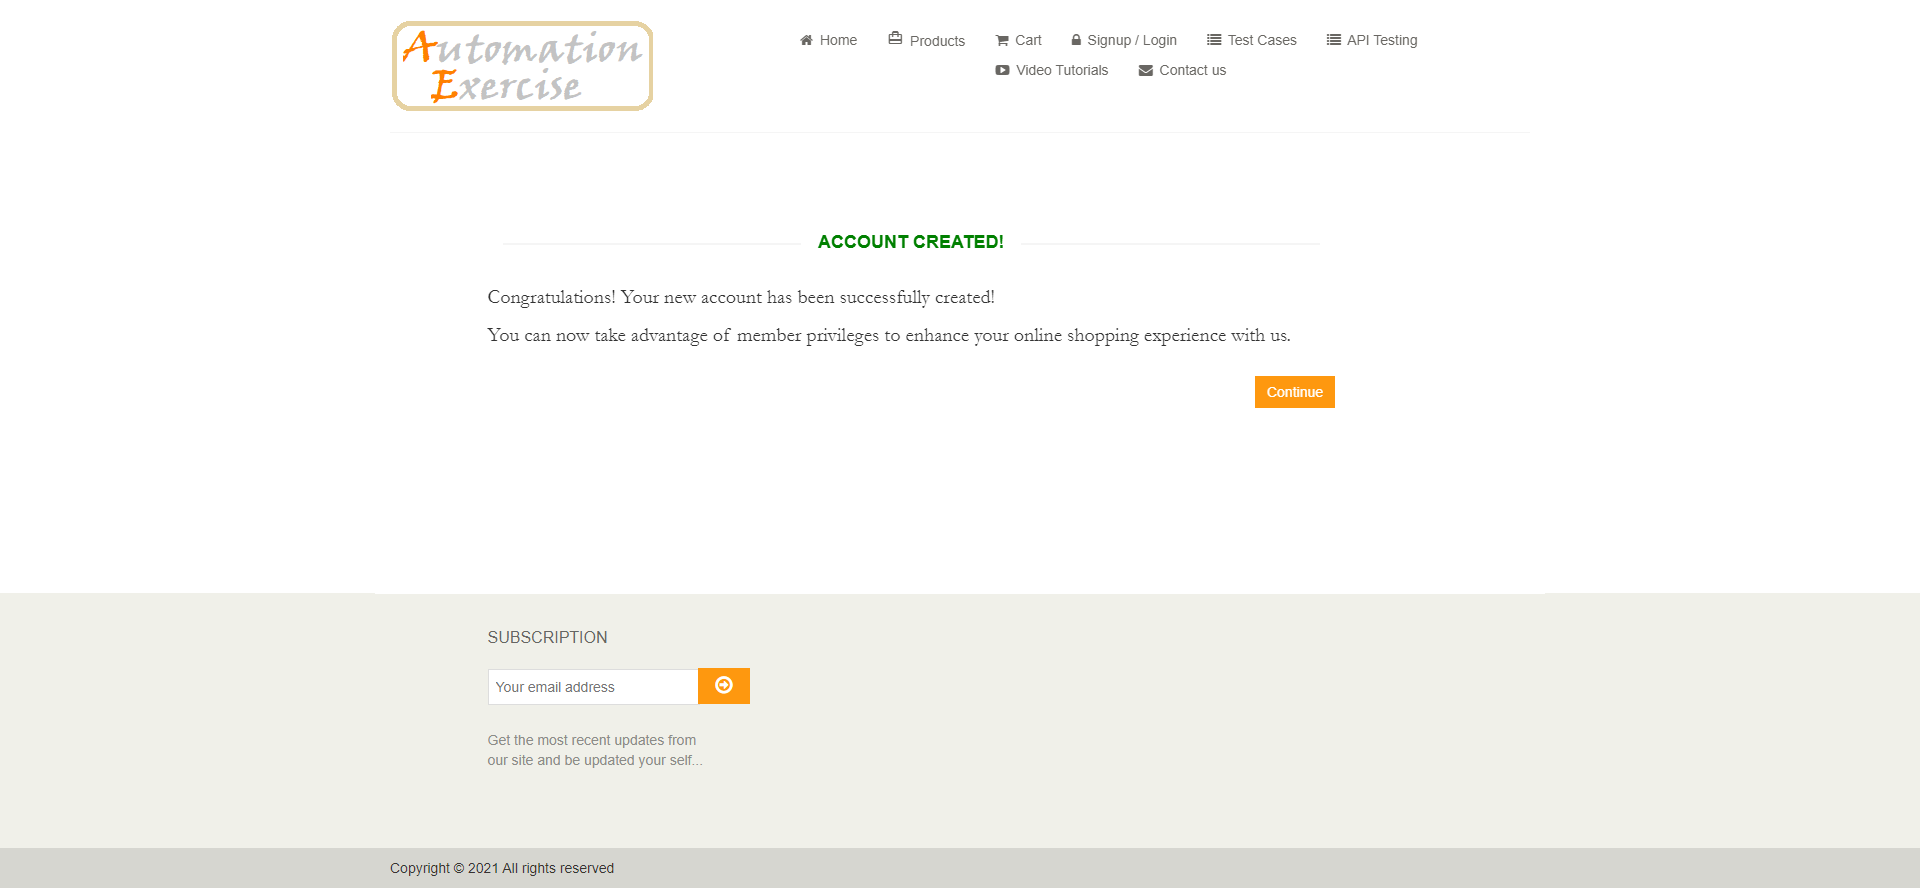 Automation
Exercise
Home Products Cart Signup / Login Test Cases API Testing
Video Tutorials Contact us
ACCOUNT CREATED!
Congratulations! Your new account has been successfully created!
You can now take advantage of member privileges to enhance your online shopping experience with us.
Continue
SUBSCRIPTION
Your email address
Get the most recent updates from
our site and be updated your self...
Copyright © 2021 All rights reserved